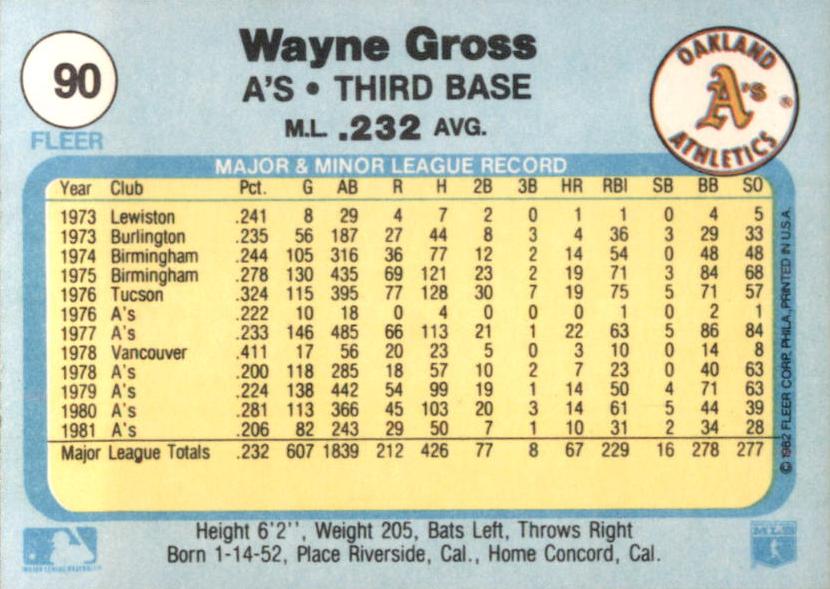 90
FLEER
Wayne Gross
A'S • THIRD BASE
M.L. .232 AVG.
OAKLAND
A's
®
ATHLETICS
MAJOR & MINOR LEAGUE RECORD
Year Club Pct. G AB R H 2B 3B HR RBI SB BB SO
1973 Lewiston .241 8 29 4 7 2 0 1 1 0 4 5
1973 Burlington .235 56 187 27 44 8 3 4 36 3 29 33
1974 Birmingham .244 105 316 36 77 12 2 14 54 0 48 48
1975 Birmingham .278 130 435 69 121 23 2 19 71 3 84 68
1976 Tucson .324 115 395 77 128 30 7 19 75 5 71 57
1976 A's .222 10 18 0 4 0 0 0 1 0 2 1
1977 A's .233 146 485 66 113 21 1 22 63 5 86 84
1978 Vancouver .411 17 56 20 23 5 0 3 10 0 14 8
1978 A's .200 118 285 18 57 10 2 7 23 0 40 63
1979 A's .224 138 442 54 99 19 1 14 50 4 71 63
1980 A's .281 113 366 45 103 20 3 14 61 5 44 39
1981 A's .206 82 243 29 50 7 1 10 31 2 34 28
Major League Totals .232 607 1839 212 426 77 8 67 229 16 278 277
© 1982 FLEER CORP. PHILA., PRINTED IN U.S.A.
Height 6'2'', Weight 205, Bats Left, Throws Right
Born 1-14-52, Place Riverside, Cal., Home Concord, Cal.
MAJOR LEAGUE BASEBALL